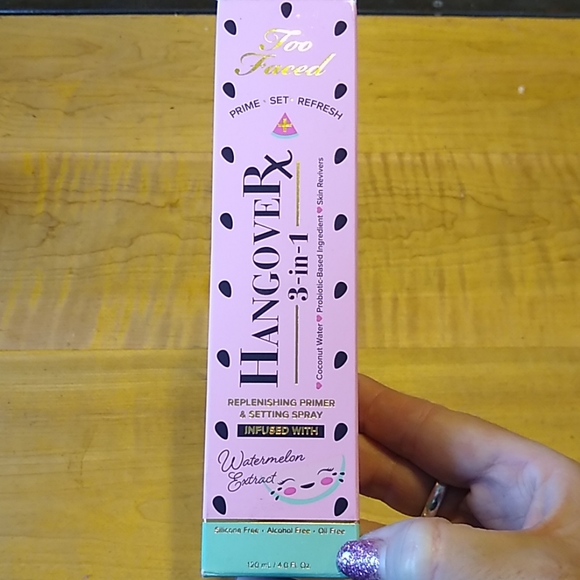 Too
Faced
PRIME · SET · REFRESH
HANGOVERX
3-in-1
Coconut Water Probiotic-Based Ingredient Skin Revivers
REPLENISHING PRIMER
& SETTING SPRAY
INFUSED WITH
Watermelon
Extract
Silicone Free • Alcohol Free • Oil Free
120 mL / 4.0 Fl. Oz.